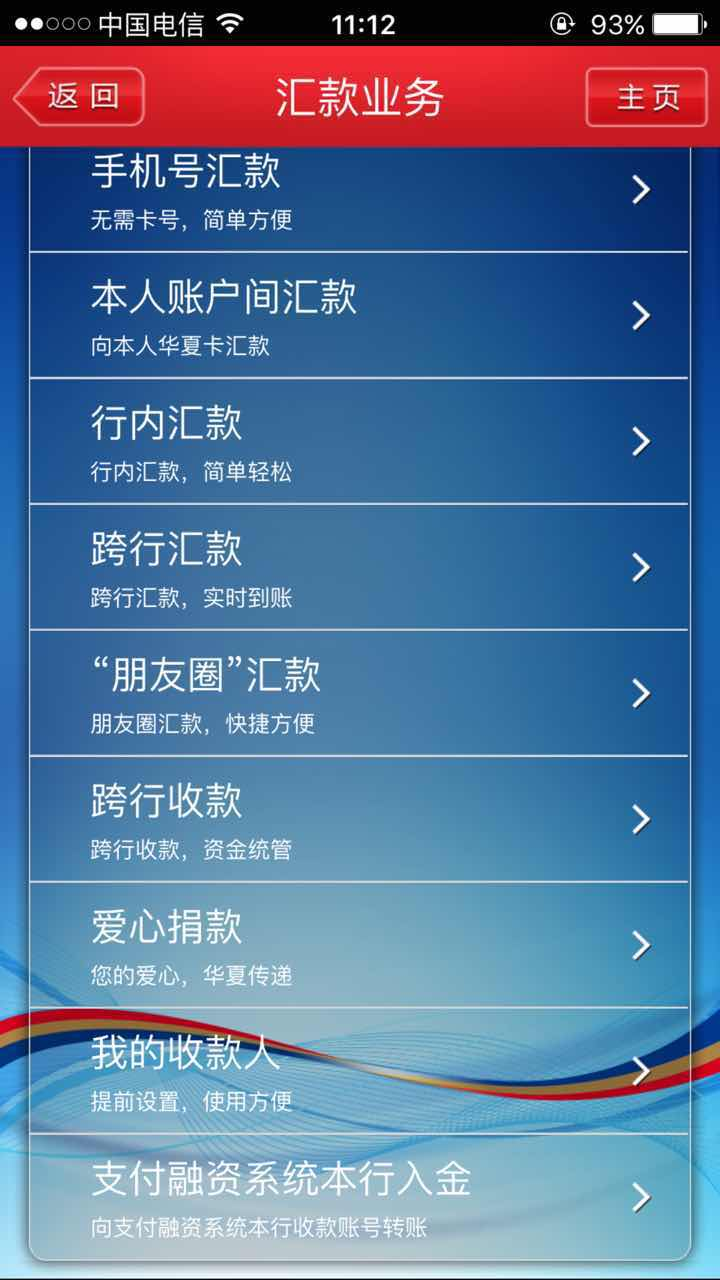 中国电信 11:12 93%
返回 汇款业务 主页
手机号汇款
无需卡号，简单方便
本人账户间汇款
向本人华夏卡汇款
行内汇款
行内汇款，简单轻松
跨行汇款
跨行汇款，实时到账
“朋友圈”汇款
朋友圈汇款，快捷方便
跨行收款
跨行收款，资金统管
爱心捐款
您的爱心，华夏传递
我的收款人
提前设置，使用方便
支付融资系统本行入金
向支付融资系统本行收款账号转账